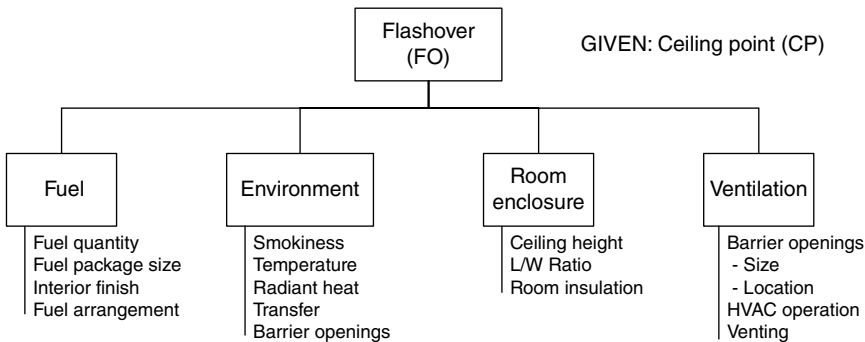 Flashover
(FO)
GIVEN: Ceiling point (CP)
Fuel
Environment
Room
enclosure
Ventilation
Fuel quantity
Fuel package size
Interior finish
Fuel arrangement
Smokiness
Temperature
Radiant heat
Transfer
Barrier openings
Ceiling height
L/W Ratio
Room insulation
Barrier openings
- Size
- Location
HVAC operation
Venting